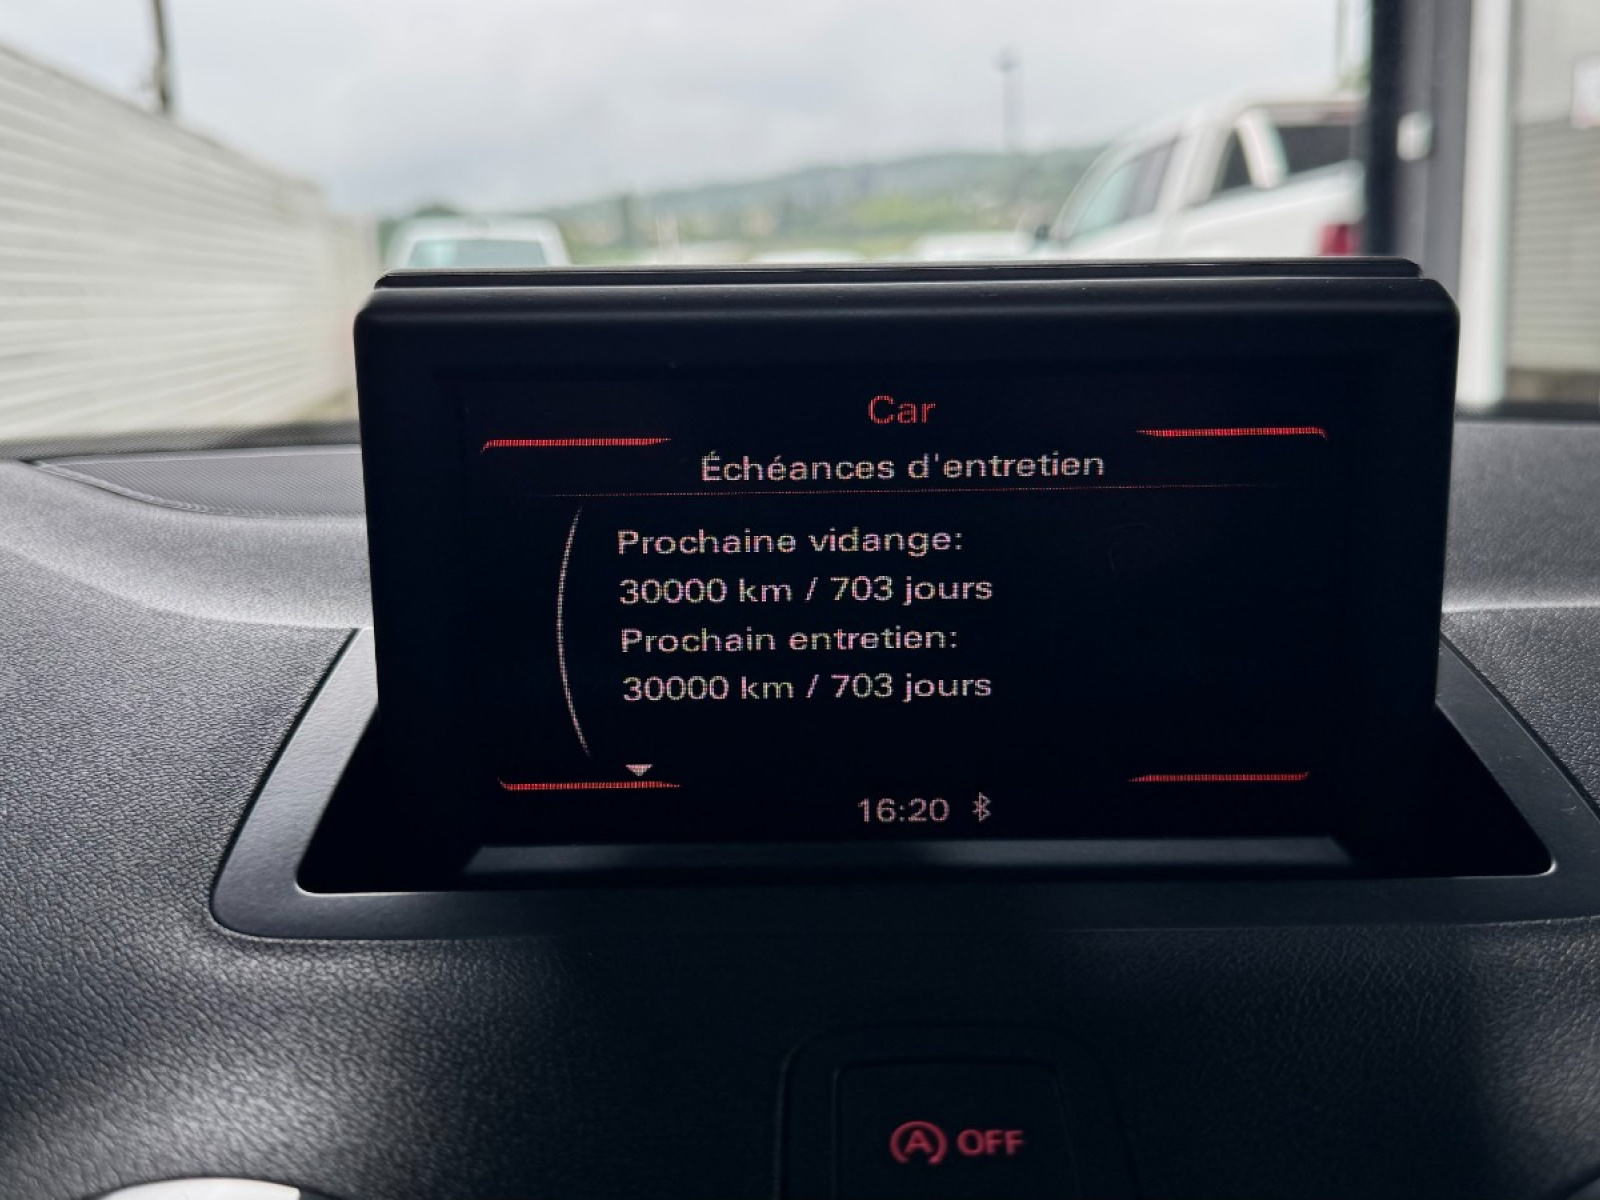 Car
Échéances d'entretien
Prochaine vidange:
30000 km / 703 jours
Prochain entretien:
30000 km / 703 jours
16:20
A OFF